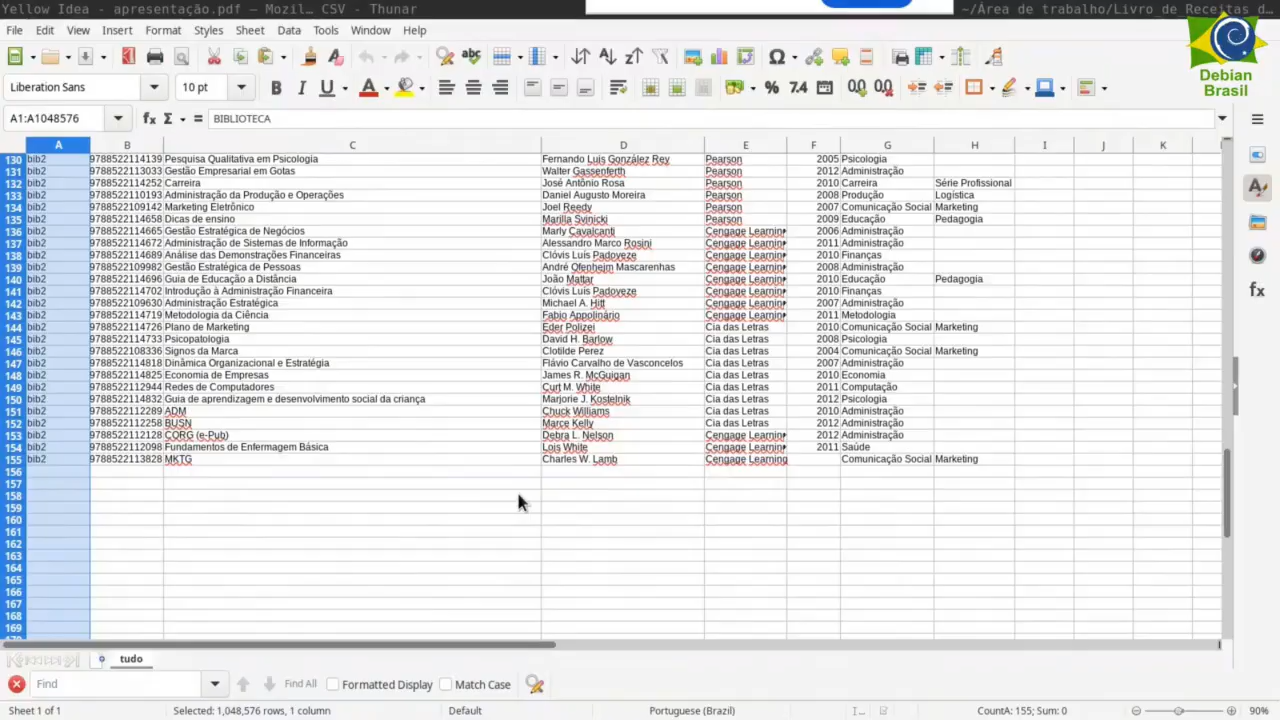 Yellow Idea - apresentação.pdf — Mozil… CSV - Thunar ~/Área de trabalho/Livro_de_Receitas d…
File Edit View Insert Format Styles Sheet Data Tools Window Help
Debian
Brasil
Liberation Sans 10 pt
A1:A1048576 BIBLIOTECA
A B C D E F G H I J K
130 bib2 9788522114139 Pesquisa Qualitativa em Psicologia Fernando Luis González Rey Pearson 2005 Psicologia
131 bib2 9788522113033 Gestão Empresarial em Gotas Walter Gassenferth Pearson 2012 Administração
132 bib2 9788522114252 Carreira José Antônio Rosa Pearson 2010 Carreira Série Profissional
133 bib2 9788522110193 Administração da Produção e Operações Daniel Augusto Moreira Pearson 2008 Produção Logística
134 bib2 9788522109142 Marketing Eletrônico Joel Reedy Pearson 2007 Comunicação Social Marketing
135 bib2 9788522114658 Dicas de ensino Marilla Svinicki Pearson 2009 Educação Pedagogia
136 bib2 9788522114665 Gestão Estratégica de Negócios Marly Cavalcanti Cengage Learning 2006 Administração
137 bib2 9788522114672 Administração de Sistemas de Informação Alessandro Marco Rosini Cengage Learning 2011 Administração
138 bib2 9788522114689 Análise das Demonstrações Financeiras Clóvis Luís Padoveze Cengage Learning 2010 Finanças
139 bib2 9788522109982 Gestão Estratégica de Pessoas André Ofenhejm Mascarenhas Cengage Learning 2008 Administração
140 bib2 9788522114696 Guia de Educação a Distância João Mattar Cengage Learning 2010 Educação Pedagogia
141 bib2 9788522114702 Introdução à Administração Financeira Clóvis Luís Padoveze Cengage Learning 2010 Finanças
142 bib2 9788522109630 Administração Estratégica Michael A. Hitt Cengage Learning 2007 Administração
143 bib2 9788522114719 Metodologia da Ciência Fabio Appolinário Cengage Learning 2011 Metodologia
144 bib2 9788522114726 Plano de Marketing Eder Polizei Cia das Letras 2010 Comunicação Social Marketing
145 bib2 9788522114733 Psicopatologia David H. Barlow Cia das Letras 2008 Psicologia
146 bib2 9788522108336 Signos da Marca Clotilde Perez Cia das Letras 2004 Comunicação Social Marketing
147 bib2 9788522114818 Dinâmica Organizacional e Estratégia Flávio Carvalho de Vasconcelos Cia das Letras 2007 Administração
148 bib2 9788522114825 Economia de Empresas James R. McGuigan Cia das Letras 2010 Economia
149 bib2 9788522112944 Redes de Computadores Curt M. White Cia das Letras 2011 Computação
150 bib2 9788522114832 Guia de aprendizagem e desenvolvimento social da criança Marjorie J. Kostelnik Cia das Letras 2012 Psicologia
151 bib2 9788522112289 ADM Chuck Williams Cia das Letras 2010 Administração
152 bib2 9788522112258 BUSN Marce Kelly Cia das Letras 2012 Administração
153 bib2 9788522112128 CORG (e-Pub) Debra L. Nelson Cengage Learning 2012 Administração
154 bib2 9788522112098 Fundamentos de Enfermagem Básica Lois White Cengage Learning 2011 Saúde
155 bib2 9788522113828 MKTG Charles W. Lamb Cengage Learning Comunicação Social Marketing
156
157
158
159
160
161
162
163
164
165
166
167
168
169
tudo
Find Find All Formatted Display Match Case
Sheet 1 of 1 Selected: 1,048,576 rows, 1 column Default Portuguese (Brazil) CountA: 155; Sum: 0 90%